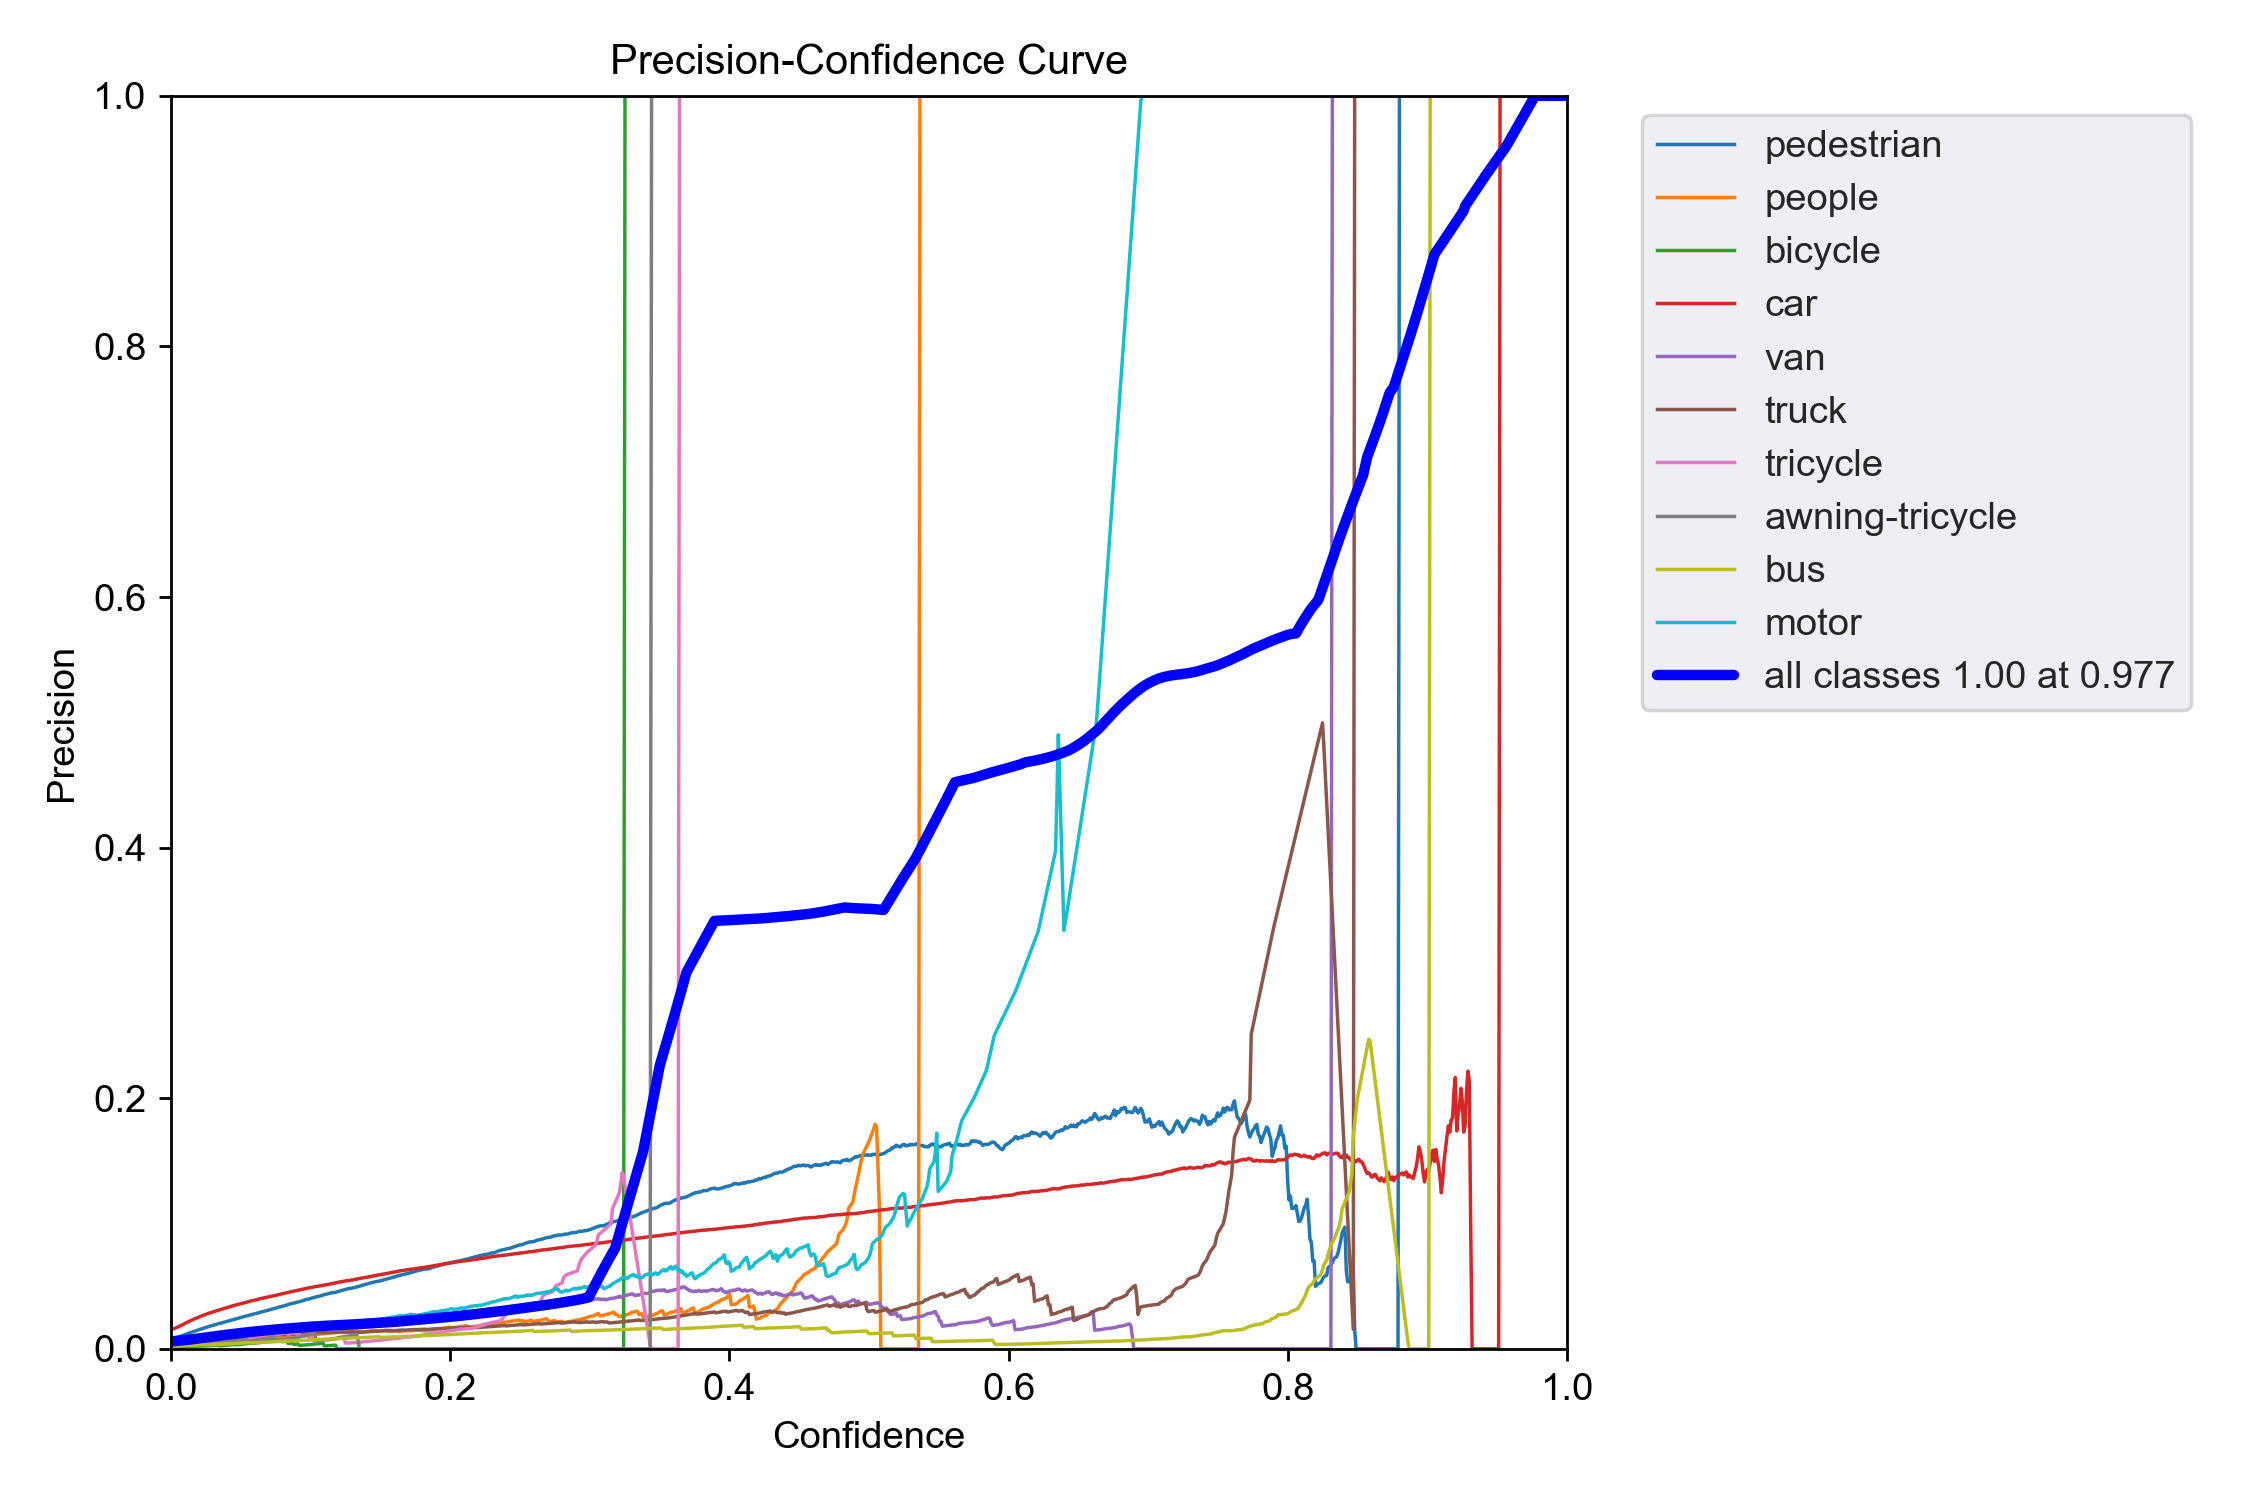 Precision-Confidence Curve
1.0
0.8
0.6
0.4
0.2
0.0
Precision
0.0 0.2 0.4 0.6 0.8 1.0
Confidence
pedestrian
people
bicycle
car
van
truck
tricycle
awning-tricycle
bus
motor
all classes 1.00 at 0.977